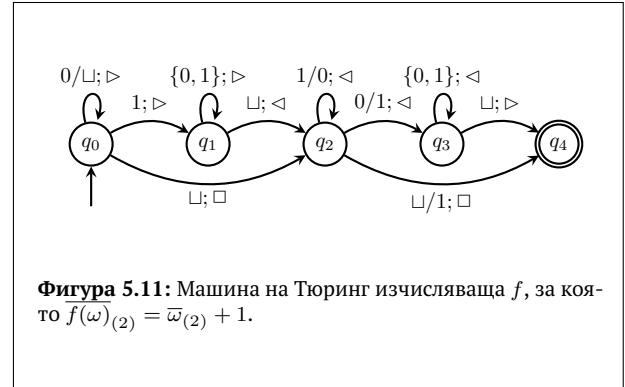 0/⊔; ▷ {0, 1}; ▷ 1/0; ◁ {0, 1}; ◁
1; ▷ ⊔; ◁ 0/1; ◁ ⊔; ▷
q₀ q₁ q₂ q₃ q₄
⊔; □ ⊔/1; □
Фигура 5.11: Машина на Тюринг изчисляваща f, за коя-
то f(ω)̅₍₂₎ = ω̅₍₂₎ + 1.